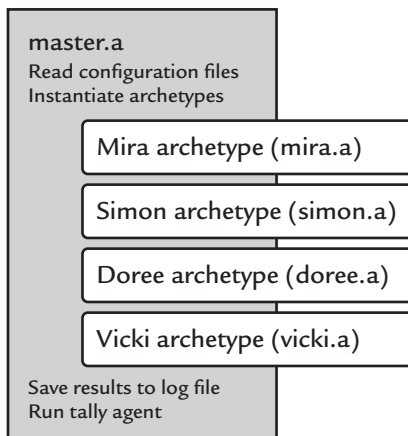 master.a
Read configuration files
Instantiate archetypes
Mira archetype (mira.a)
Simon archetype (simon.a)
Doree archetype (doree.a)
Vicki archetype (vicki.a)
Save results to log file
Run tally agent